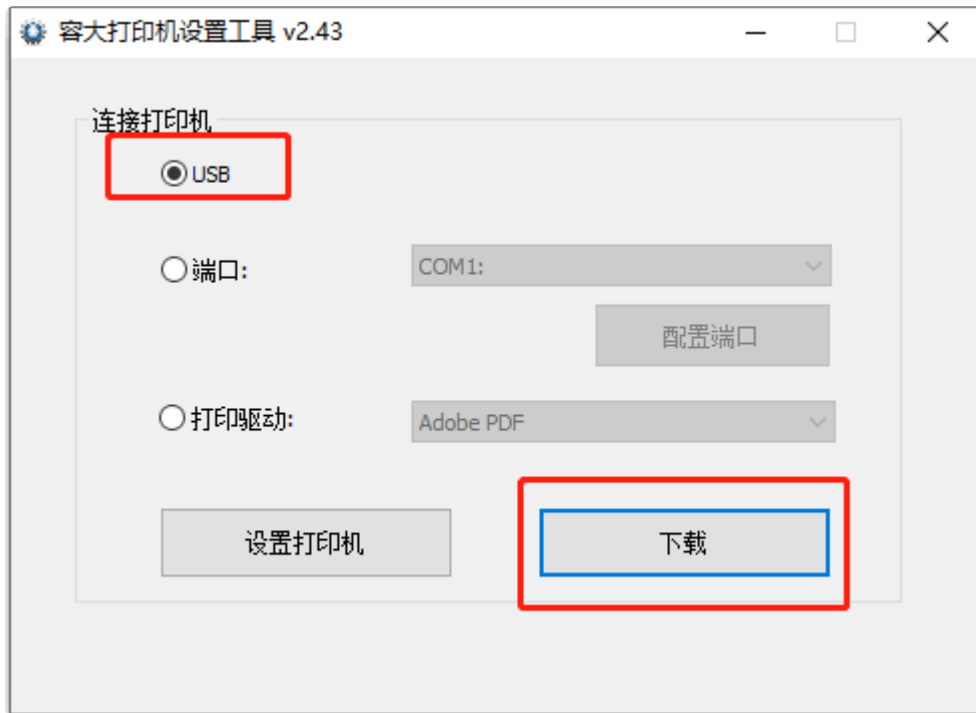 容大打印机设置工具 v2.43
连接打印机
USB
端口: COM1:
配置端口
打印驱动: Adobe PDF
设置打印机 下载